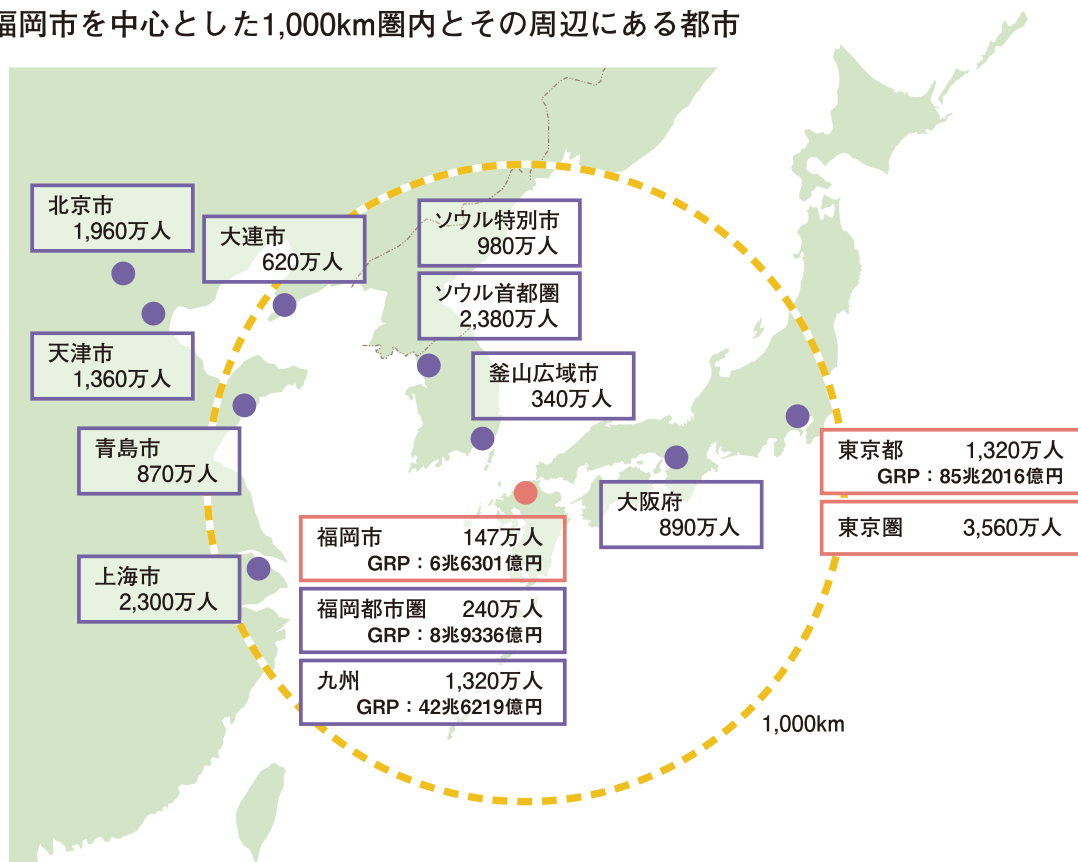 福岡市を中心とした1,000km圏内とその周辺にある都市
北京市
1,960万人
大連市
620万人
ソウル特別市
980万人
ソウル首都圏
2,380万人
天津市
1,360万人
釜山広域市
340万人
青島市
870万人
東京都 1,320万人
GRP：85兆2016億円
東京圏 3,560万人
大阪府
890万人
福岡市 147万人
GRP：6兆6301億円
福岡都市圏 240万人
GRP：8兆9336億円
九州 1,320万人
GRP：42兆6219億円
上海市
2,300万人
1,000km